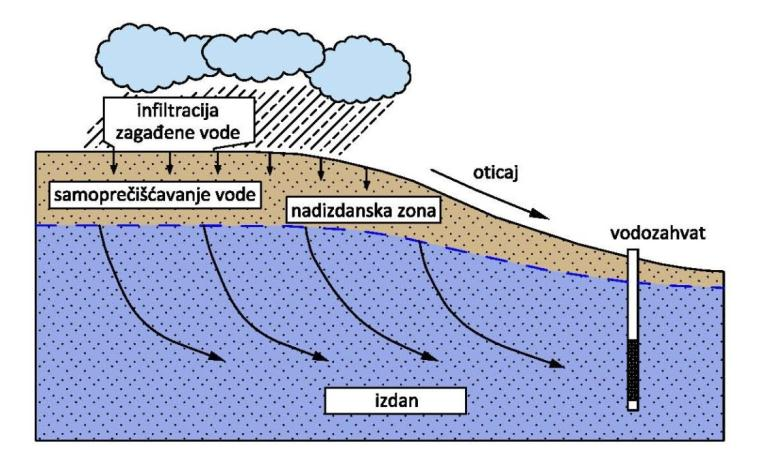 infiltracija
zagađene vode
oticaj
samoprečišćavanje vode
nadizdanska zona
vodozahvat
izdan